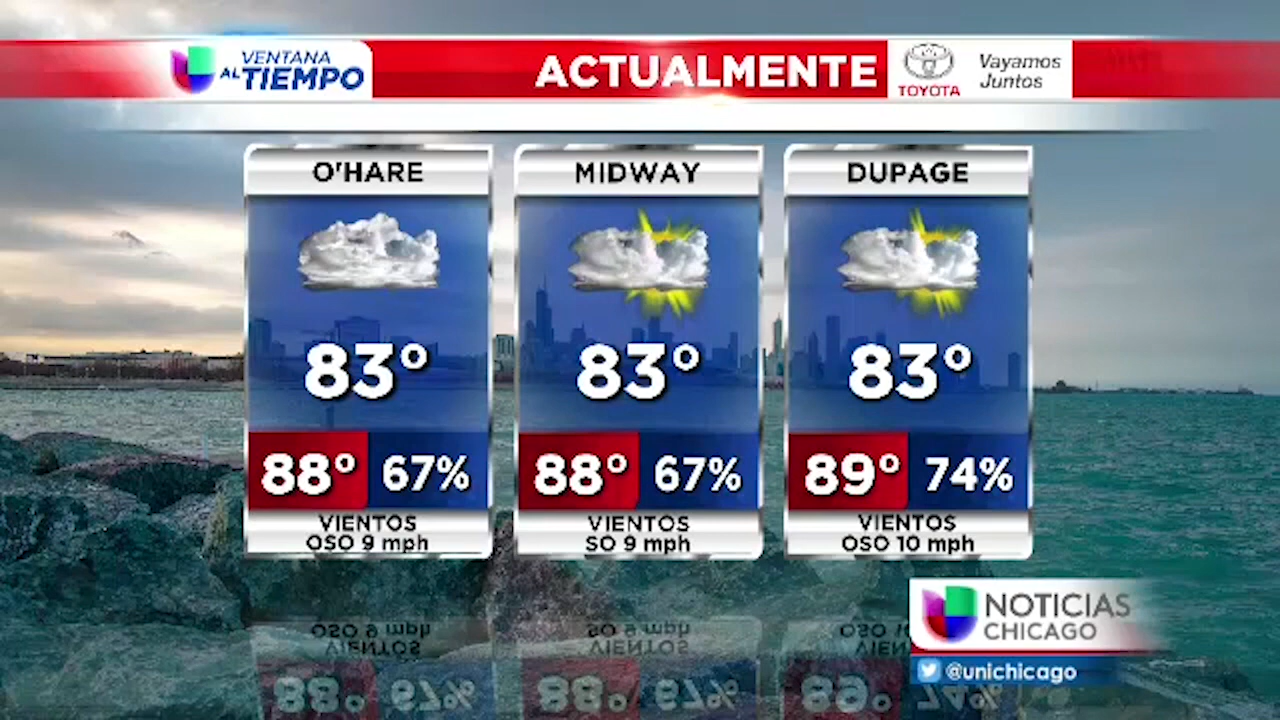 VENTANA
AL TIEMPO
ACTUALMENTE
TOYOTA
Vayamos
Juntos
O'HARE
83°
88° 67%
VIENTOS
OSO 9 mph
MIDWAY
83°
88° 67%
VIENTOS
SO 9 mph
DUPAGE
83°
89° 74%
VIENTOS
OSO 10 mph
NOTICIAS
CHICAGO
@unichicago